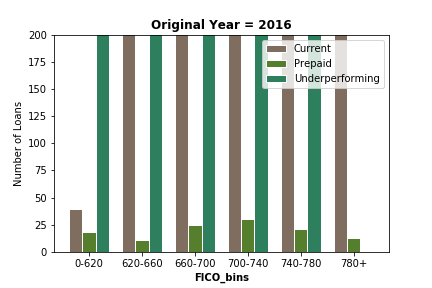 Original Year = 2016
Current
Prepaid
Underperforming
Number of Loans
200
175
150
125
100
75
50
25
0
0-620 620-660 660-700 700-740 740-780 780+
FICO_bins